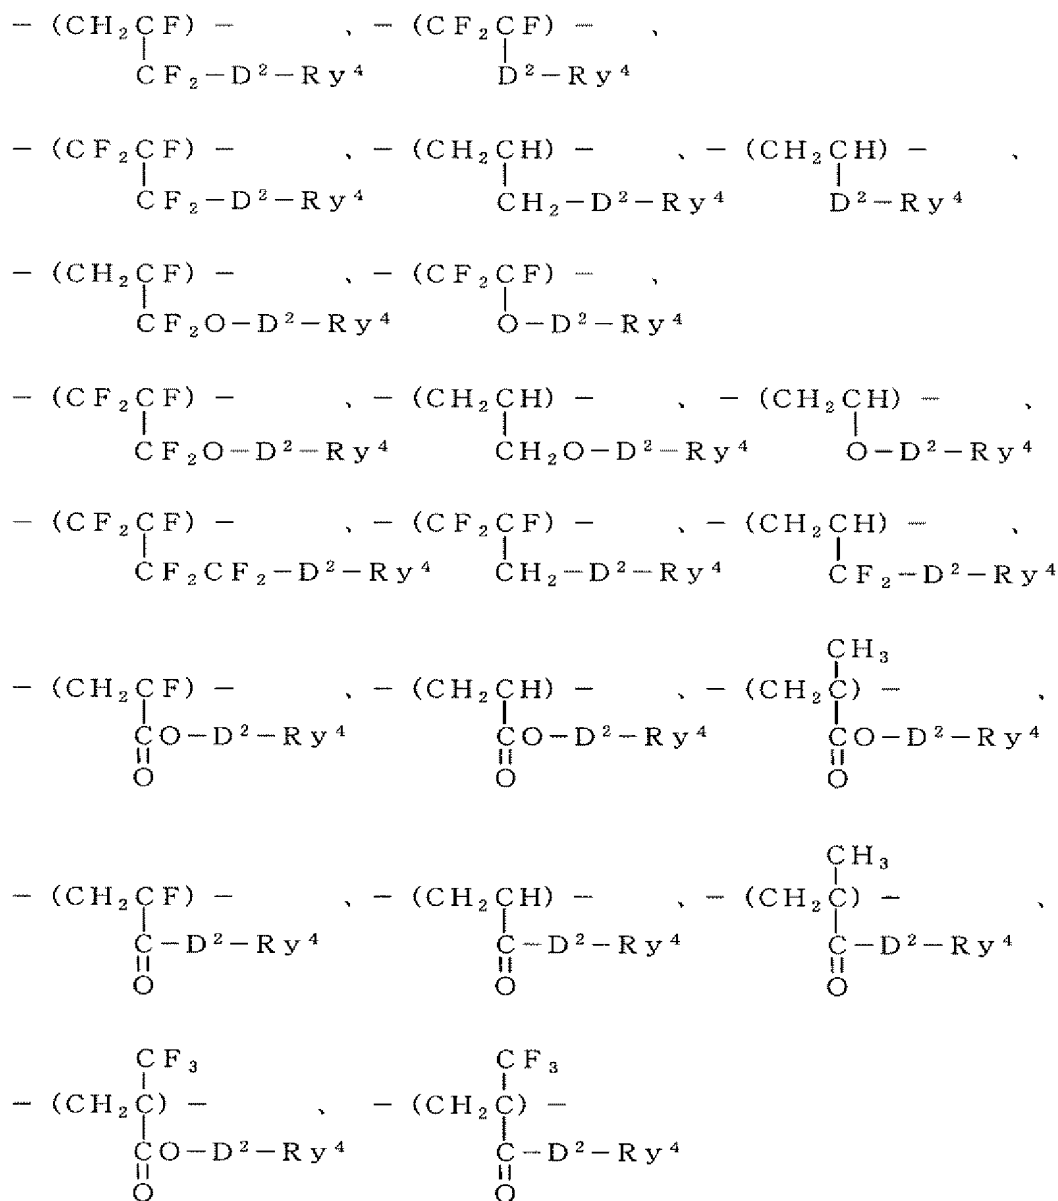 － (CH₂CF) － 、－ (CF₂CF) － 、
CF₂－D²－Ry⁴ D²－Ry⁴
－ (CF₂CF) － 、－ (CH₂CH) － 、－ (CH₂CH) － 、
CF₂－D²－Ry⁴ CH₂－D²－Ry⁴ D²－Ry⁴
－ (CH₂CF) － 、－ (CF₂CF) － 、
CF₂O－D²－Ry⁴ O－D²－Ry⁴
－ (CF₂CF) － 、－ (CH₂CH) － 、－ (CH₂CH) － 、
CF₂O－D²－Ry⁴ CH₂O－D²－Ry⁴ O－D²－Ry⁴
－ (CF₂CF) － 、－ (CF₂CF) － 、－ (CH₂CH) － 、
CF₂CF₂－D²－Ry⁴ CH₂－D²－Ry⁴ CF₂－D²－Ry⁴
CH₃
－ (CH₂CF) － 、－ (CH₂CH) － 、－ (CH₂C) － 、
CO－D²－Ry⁴ CO－D²－Ry⁴ CO－D²－Ry⁴
O O O
CH₃
－ (CH₂CF) － 、－ (CH₂CH) － 、－ (CH₂C) － 、
C－D²－Ry⁴ C－D²－Ry⁴ C－D²－Ry⁴
O O O
CF₃ CF₃
－ (CH₂C) － 、 － (CH₂C) －
CO－D²－Ry⁴ C－D²－Ry⁴
O O